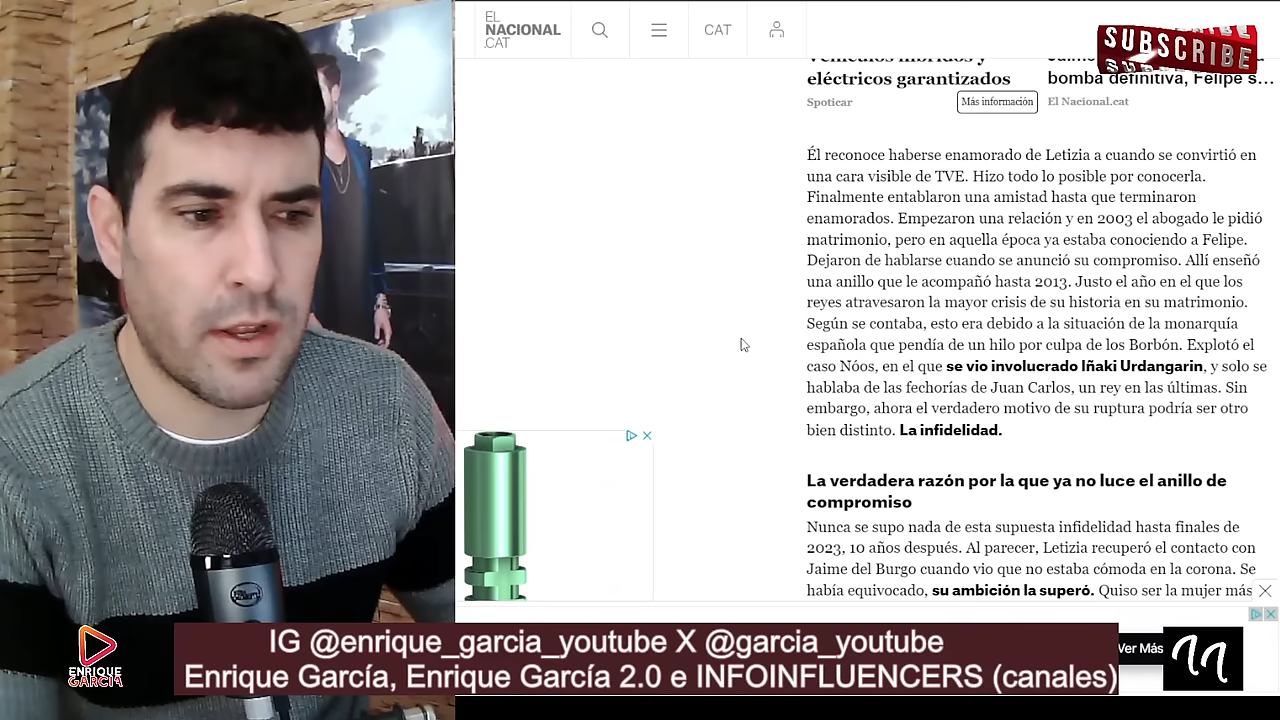 EL
NACIONAL
.CAT
CAT
SUBSCRIBE
Vehículos híbridos y
eléctricos garantizados
Spoticar
Más información
bomba definitiva, Felipe s...
El Nacional.cat
Él reconoce haberse enamorado de Letizia a cuando se convirtió en
una cara visible de TVE. Hizo todo lo posible por conocerla.
Finalmente entablaron una amistad hasta que terminaron
enamorados. Empezaron una relación y en 2003 el abogado le pidió
matrimonio, pero en aquella época ya estaba conociendo a Felipe.
Dejaron de hablarse cuando se anunció su compromiso. Allí enseñó
una anillo que le acompañó hasta 2013. Justo el año en el que los
reyes atravesaron la mayor crisis de su historia en su matrimonio.
Según se contaba, esto era debido a la situación de la monarquía
española que pendía de un hilo por culpa de los Borbón. Explotó el
caso Nóos, en el que se vio involucrado Iñaki Urdangarin, y solo se
hablaba de las fechorías de Juan Carlos, un rey en las últimas. Sin
embargo, ahora el verdadero motivo de su ruptura podría ser otro
bien distinto. La infidelidad.
La verdadera razón por la que ya no luce el anillo de
compromiso
Nunca se supo nada de esta supuesta infidelidad hasta finales de
2023, 10 años después. Al parecer, Letizia recuperó el contacto con
Jaime del Burgo cuando vio que no estaba cómoda en la corona. Se
había equivocado, su ambición la superó. Quiso ser la mujer más
Ver Más
IG @enrique_garcia_youtube X @garcia_youtube
Enrique García, Enrique García 2.0 e INFOINFLUENCERS (canales)
ENRIQUE
GARCÍA